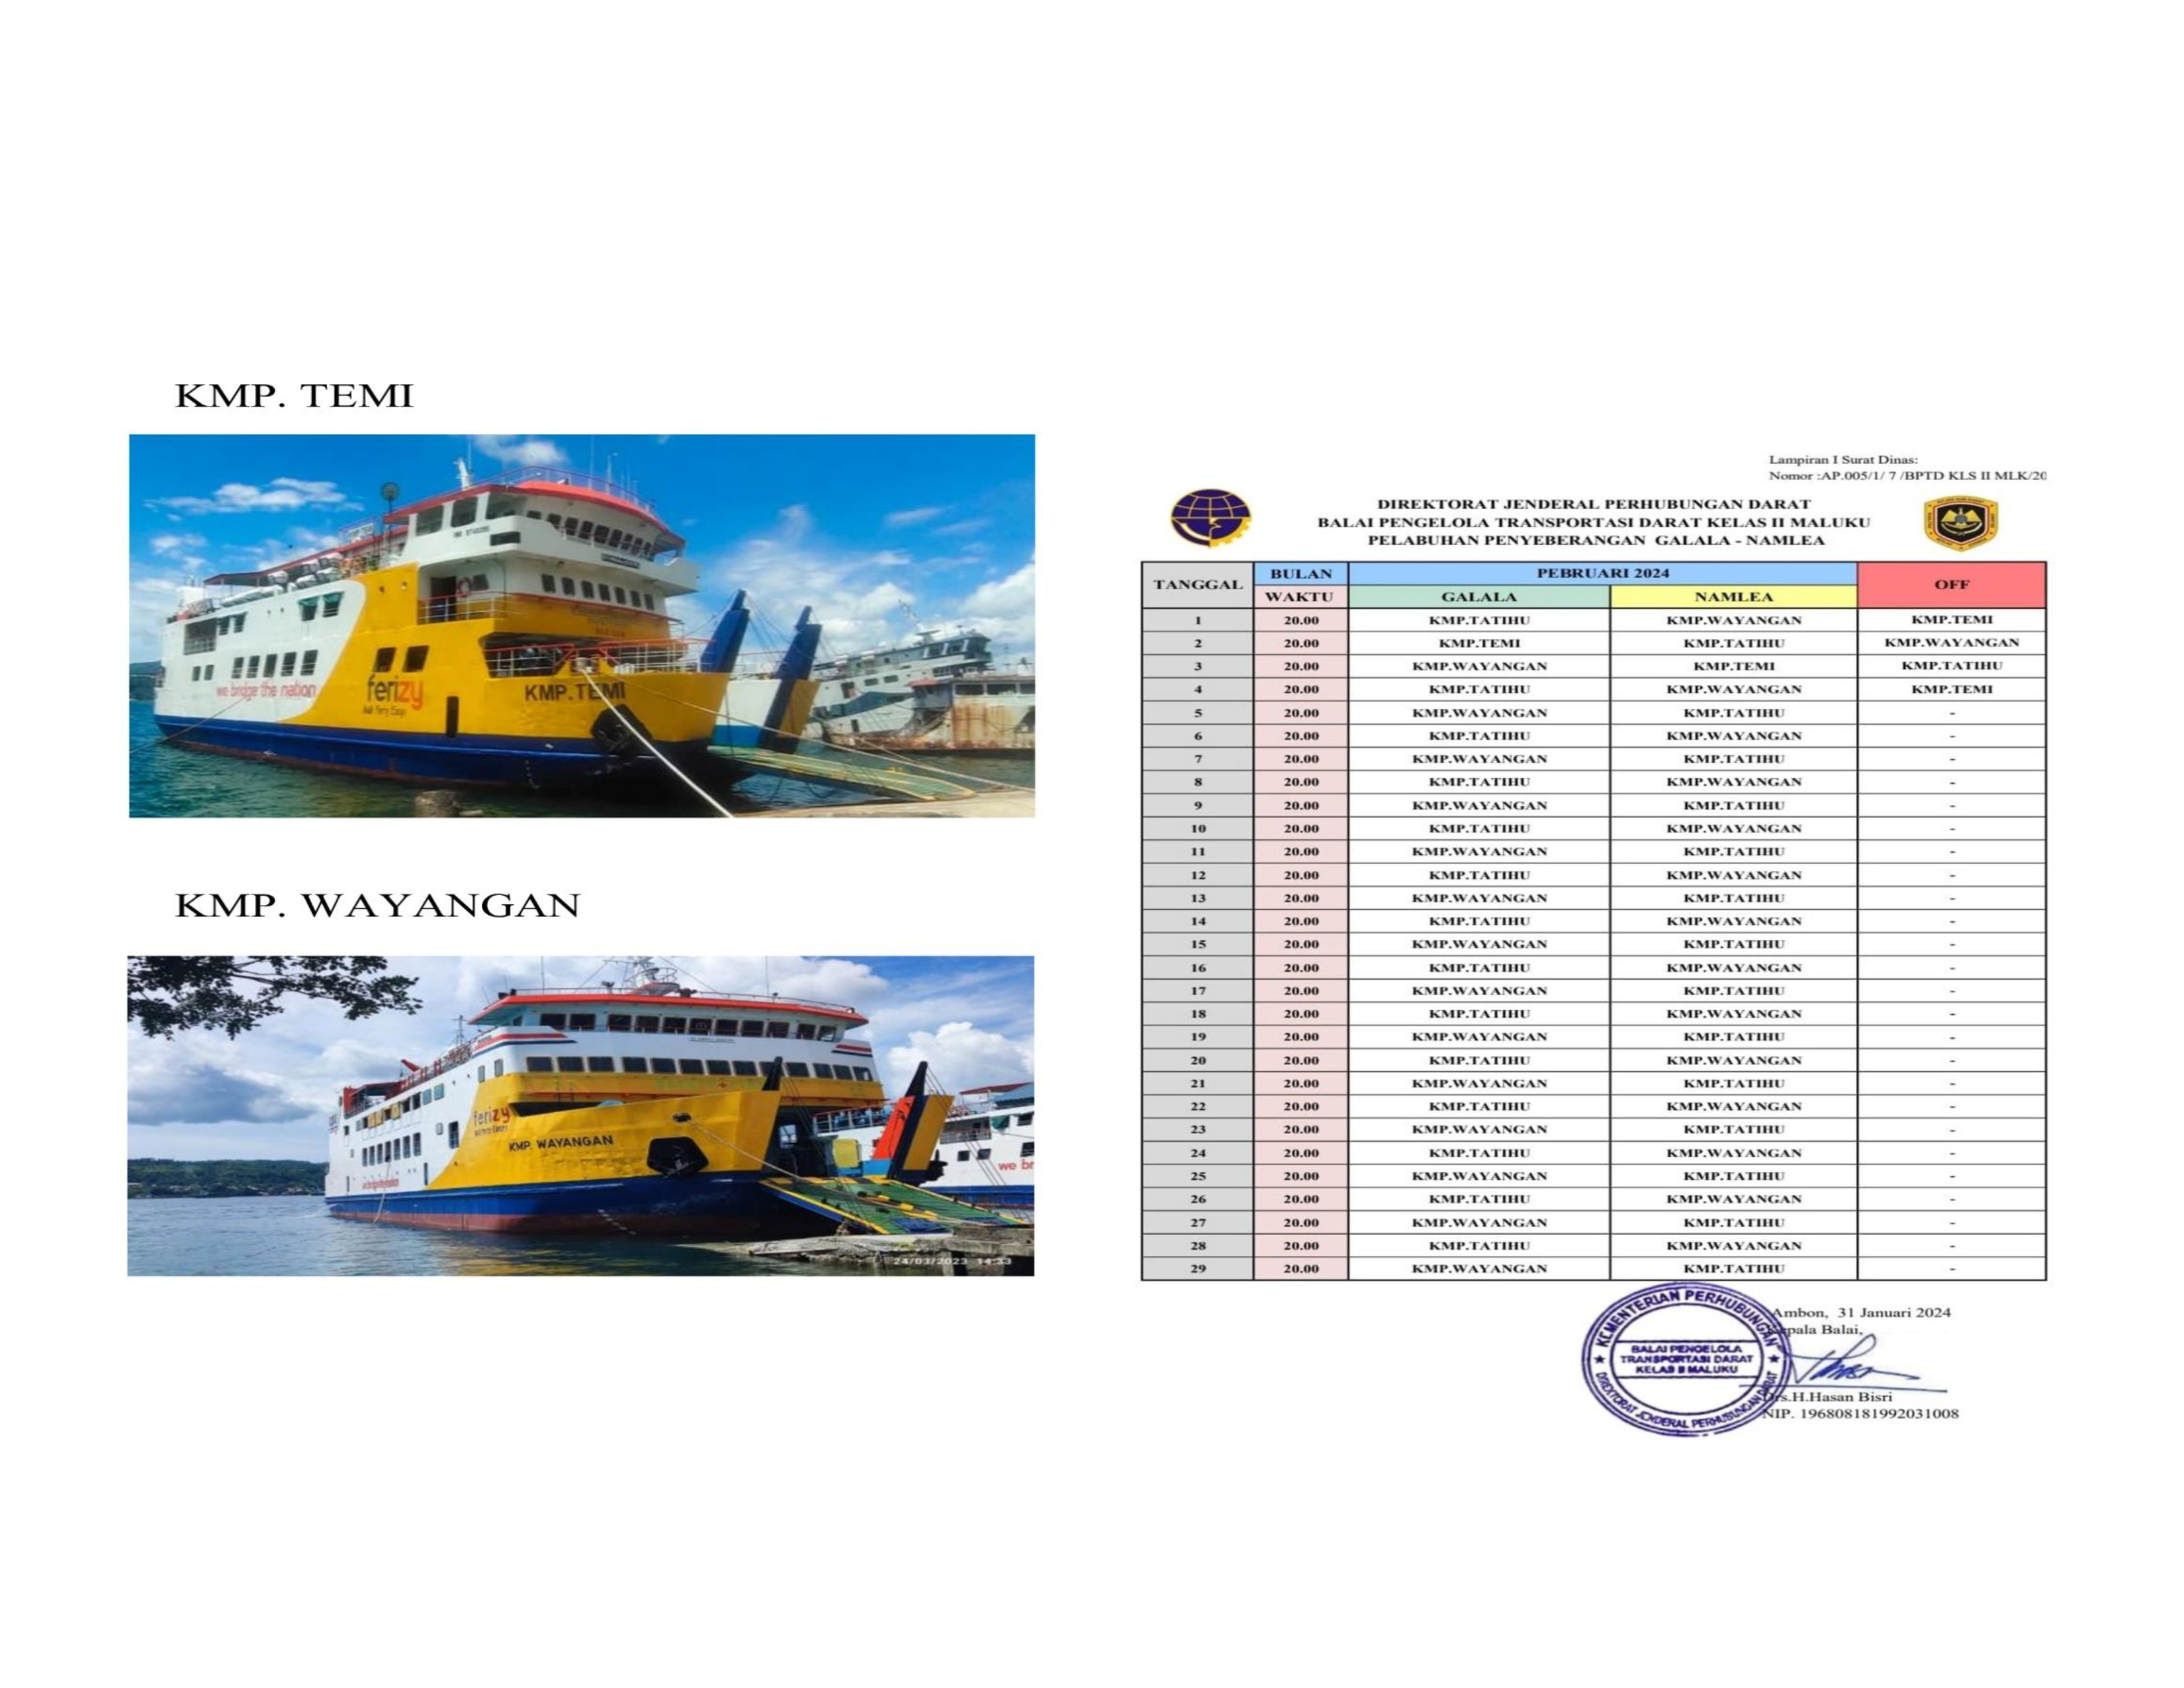 KMP. TEMI
we bridge the nation
ferizy
KMP.TEMI
KMP. WAYANGAN
ferizy
KMP. WAYANGAN
we br
24/03/2023 14:33
Lampiran I Surat Dinas:
Nomor :AP.005/1/ 7 /BPTD KLS II MLK/20
DIREKTORAT JENDERAL PERHUBUNGAN DARAT
BALAI PENGELOLA TRANSPORTASI DARAT KELAS II MALUKU
PELABUHAN PENYEBERANGAN GALALA - NAMLEA
TANGGAL BULAN PEBRUARI 2024 OFF
WAKTU GALALA NAMLEA
1 20.00 KMP.TATIHU KMP.WAYANGAN KMP.TEMI
2 20.00 KMP.TEMI KMP.TATIHU KMP.WAYANGAN
3 20.00 KMP.WAYANGAN KMP.TEMI KMP.TATIHU
4 20.00 KMP.TATIHU KMP.WAYANGAN KMP.TEMI
5 20.00 KMP.WAYANGAN KMP.TATIHU -
6 20.00 KMP.TATIHU KMP.WAYANGAN -
7 20.00 KMP.WAYANGAN KMP.TATIHU -
8 20.00 KMP.TATIHU KMP.WAYANGAN -
9 20.00 KMP.WAYANGAN KMP.TATIHU -
10 20.00 KMP.TATIHU KMP.WAYANGAN -
11 20.00 KMP.WAYANGAN KMP.TATIHU -
12 20.00 KMP.TATIHU KMP.WAYANGAN -
13 20.00 KMP.WAYANGAN KMP.TATIHU -
14 20.00 KMP.TATIHU KMP.WAYANGAN -
15 20.00 KMP.WAYANGAN KMP.TATIHU -
16 20.00 KMP.TATIHU KMP.WAYANGAN -
17 20.00 KMP.WAYANGAN KMP.TATIHU -
18 20.00 KMP.TATIHU KMP.WAYANGAN -
19 20.00 KMP.WAYANGAN KMP.TATIHU -
20 20.00 KMP.TATIHU KMP.WAYANGAN -
21 20.00 KMP.WAYANGAN KMP.TATIHU -
22 20.00 KMP.TATIHU KMP.WAYANGAN -
23 20.00 KMP.WAYANGAN KMP.TATIHU -
24 20.00 KMP.TATIHU KMP.WAYANGAN -
25 20.00 KMP.WAYANGAN KMP.TATIHU -
26 20.00 KMP.TATIHU KMP.WAYANGAN -
27 20.00 KMP.WAYANGAN KMP.TATIHU -
28 20.00 KMP.TATIHU KMP.WAYANGAN -
29 20.00 KMP.WAYANGAN KMP.TATIHU -
Ambon, 31 Januari 2024
Kepala Balai,
KEMENTERIAN PERHUBUNGAN
BALAI PENGELOLA
TRANSPORTASI DARAT
KELAS II MALUKU
DIREKTORAT JENDERAL PERHUBUNGAN DARAT
Drs.H.Hasan Bisri
NIP. 196808181992031008